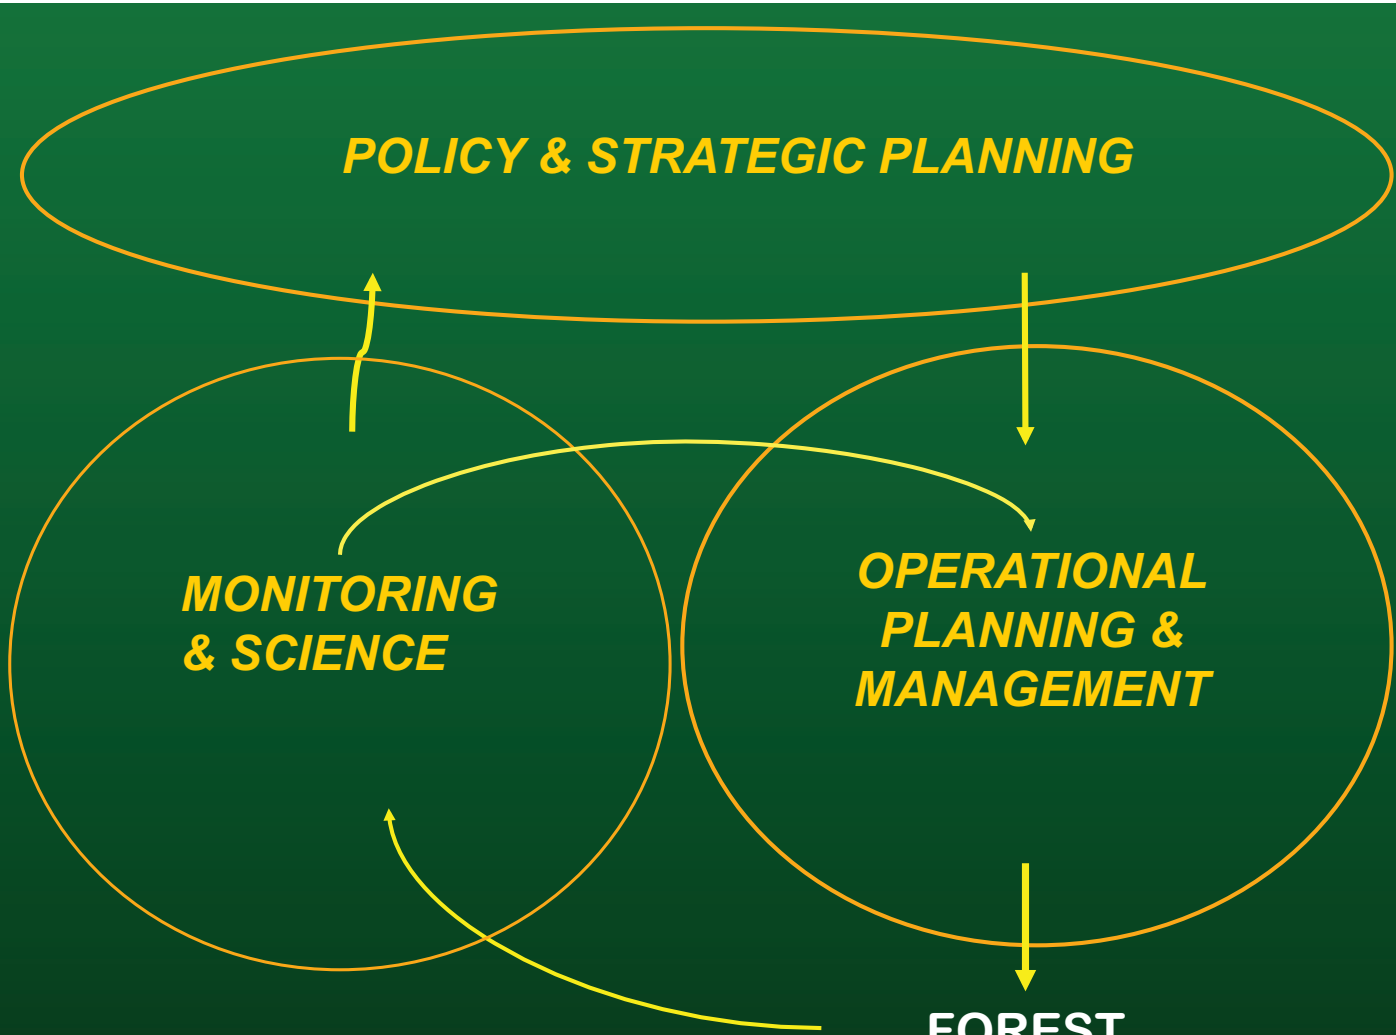 POLICY & STRATEGIC PLANNING
MONITORING
& SCIENCE
OPERATIONAL
PLANNING &
MANAGEMENT
FOREST